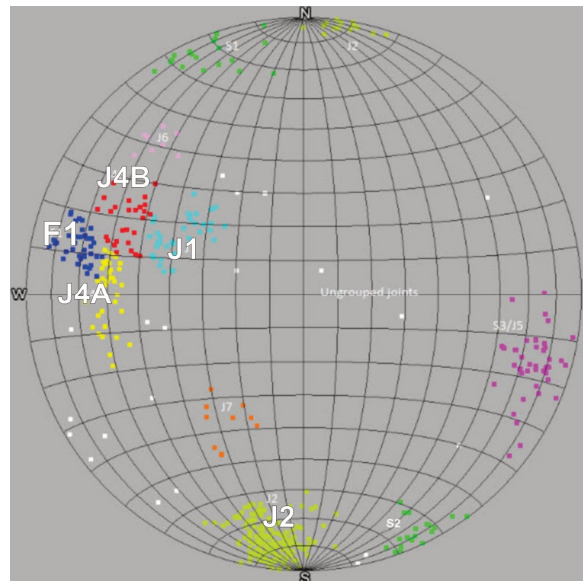 N
S1
J2
J6
J4B
F1
J1
J4A
W
Ungrouped joints
S3/J5
J7
J2
J2
S2
S